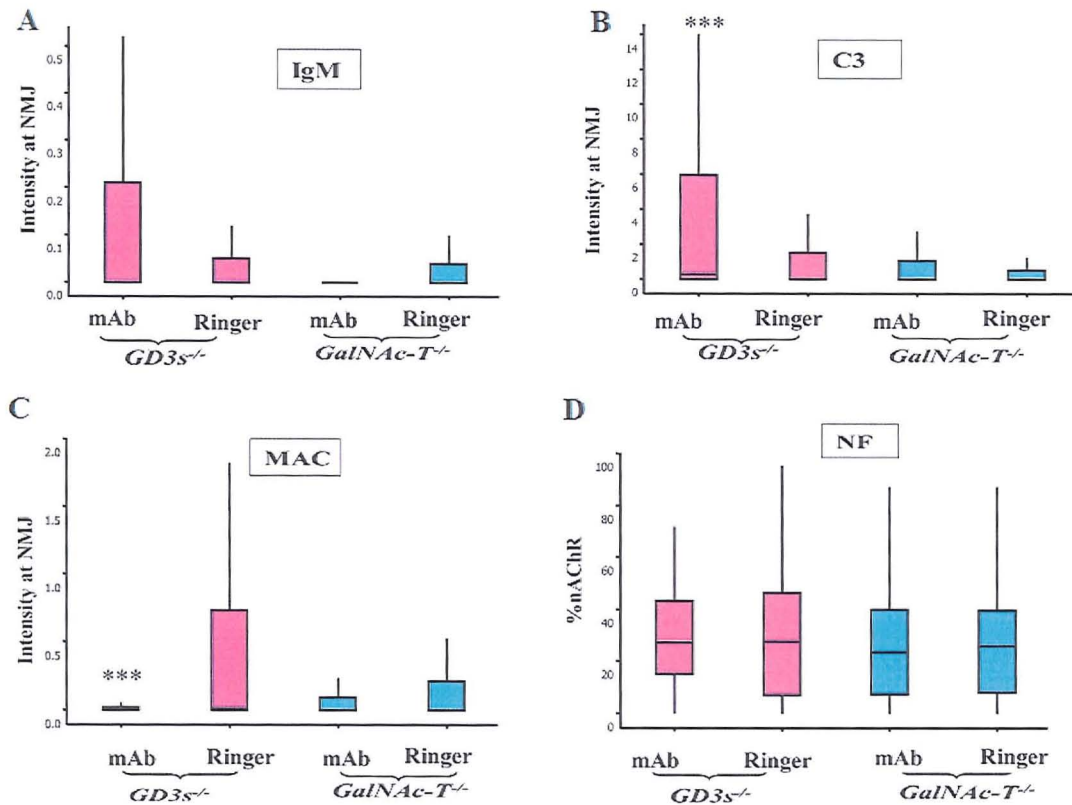 A
IgM
Intensity at NMJ
0.5
0.4
0.3
0.2
0.1
0.0
mAb Ringer mAb Ringer
GD3s-/- GalNAc-T-/-
B
***
C3
Intensity at NMJ
14
12
10
8
6
4
2
0
mAb Ringer mAb Ringer
GD3s-/- GalNAc-T-/-
C
MAC
Intensity at NMJ
2.0
1.5
1.0
0.5
0.0
***
mAb Ringer mAb Ringer
GD3s-/- GalNAc-T-/-
D
NF
%nAChR
100
80
60
40
20
0
mAb Ringer mAb Ringer
GD3s-/- GalNAc-T-/-